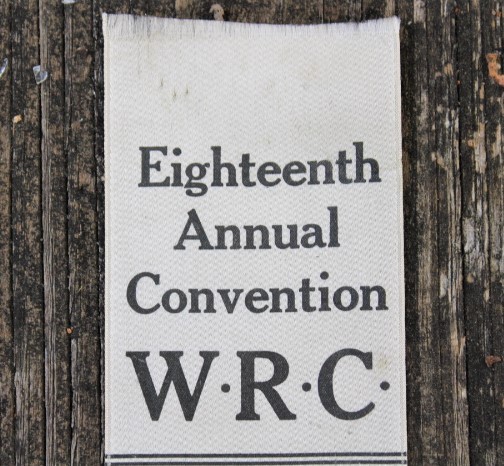 Eighteenth
Annual
Convention
W·R·C·